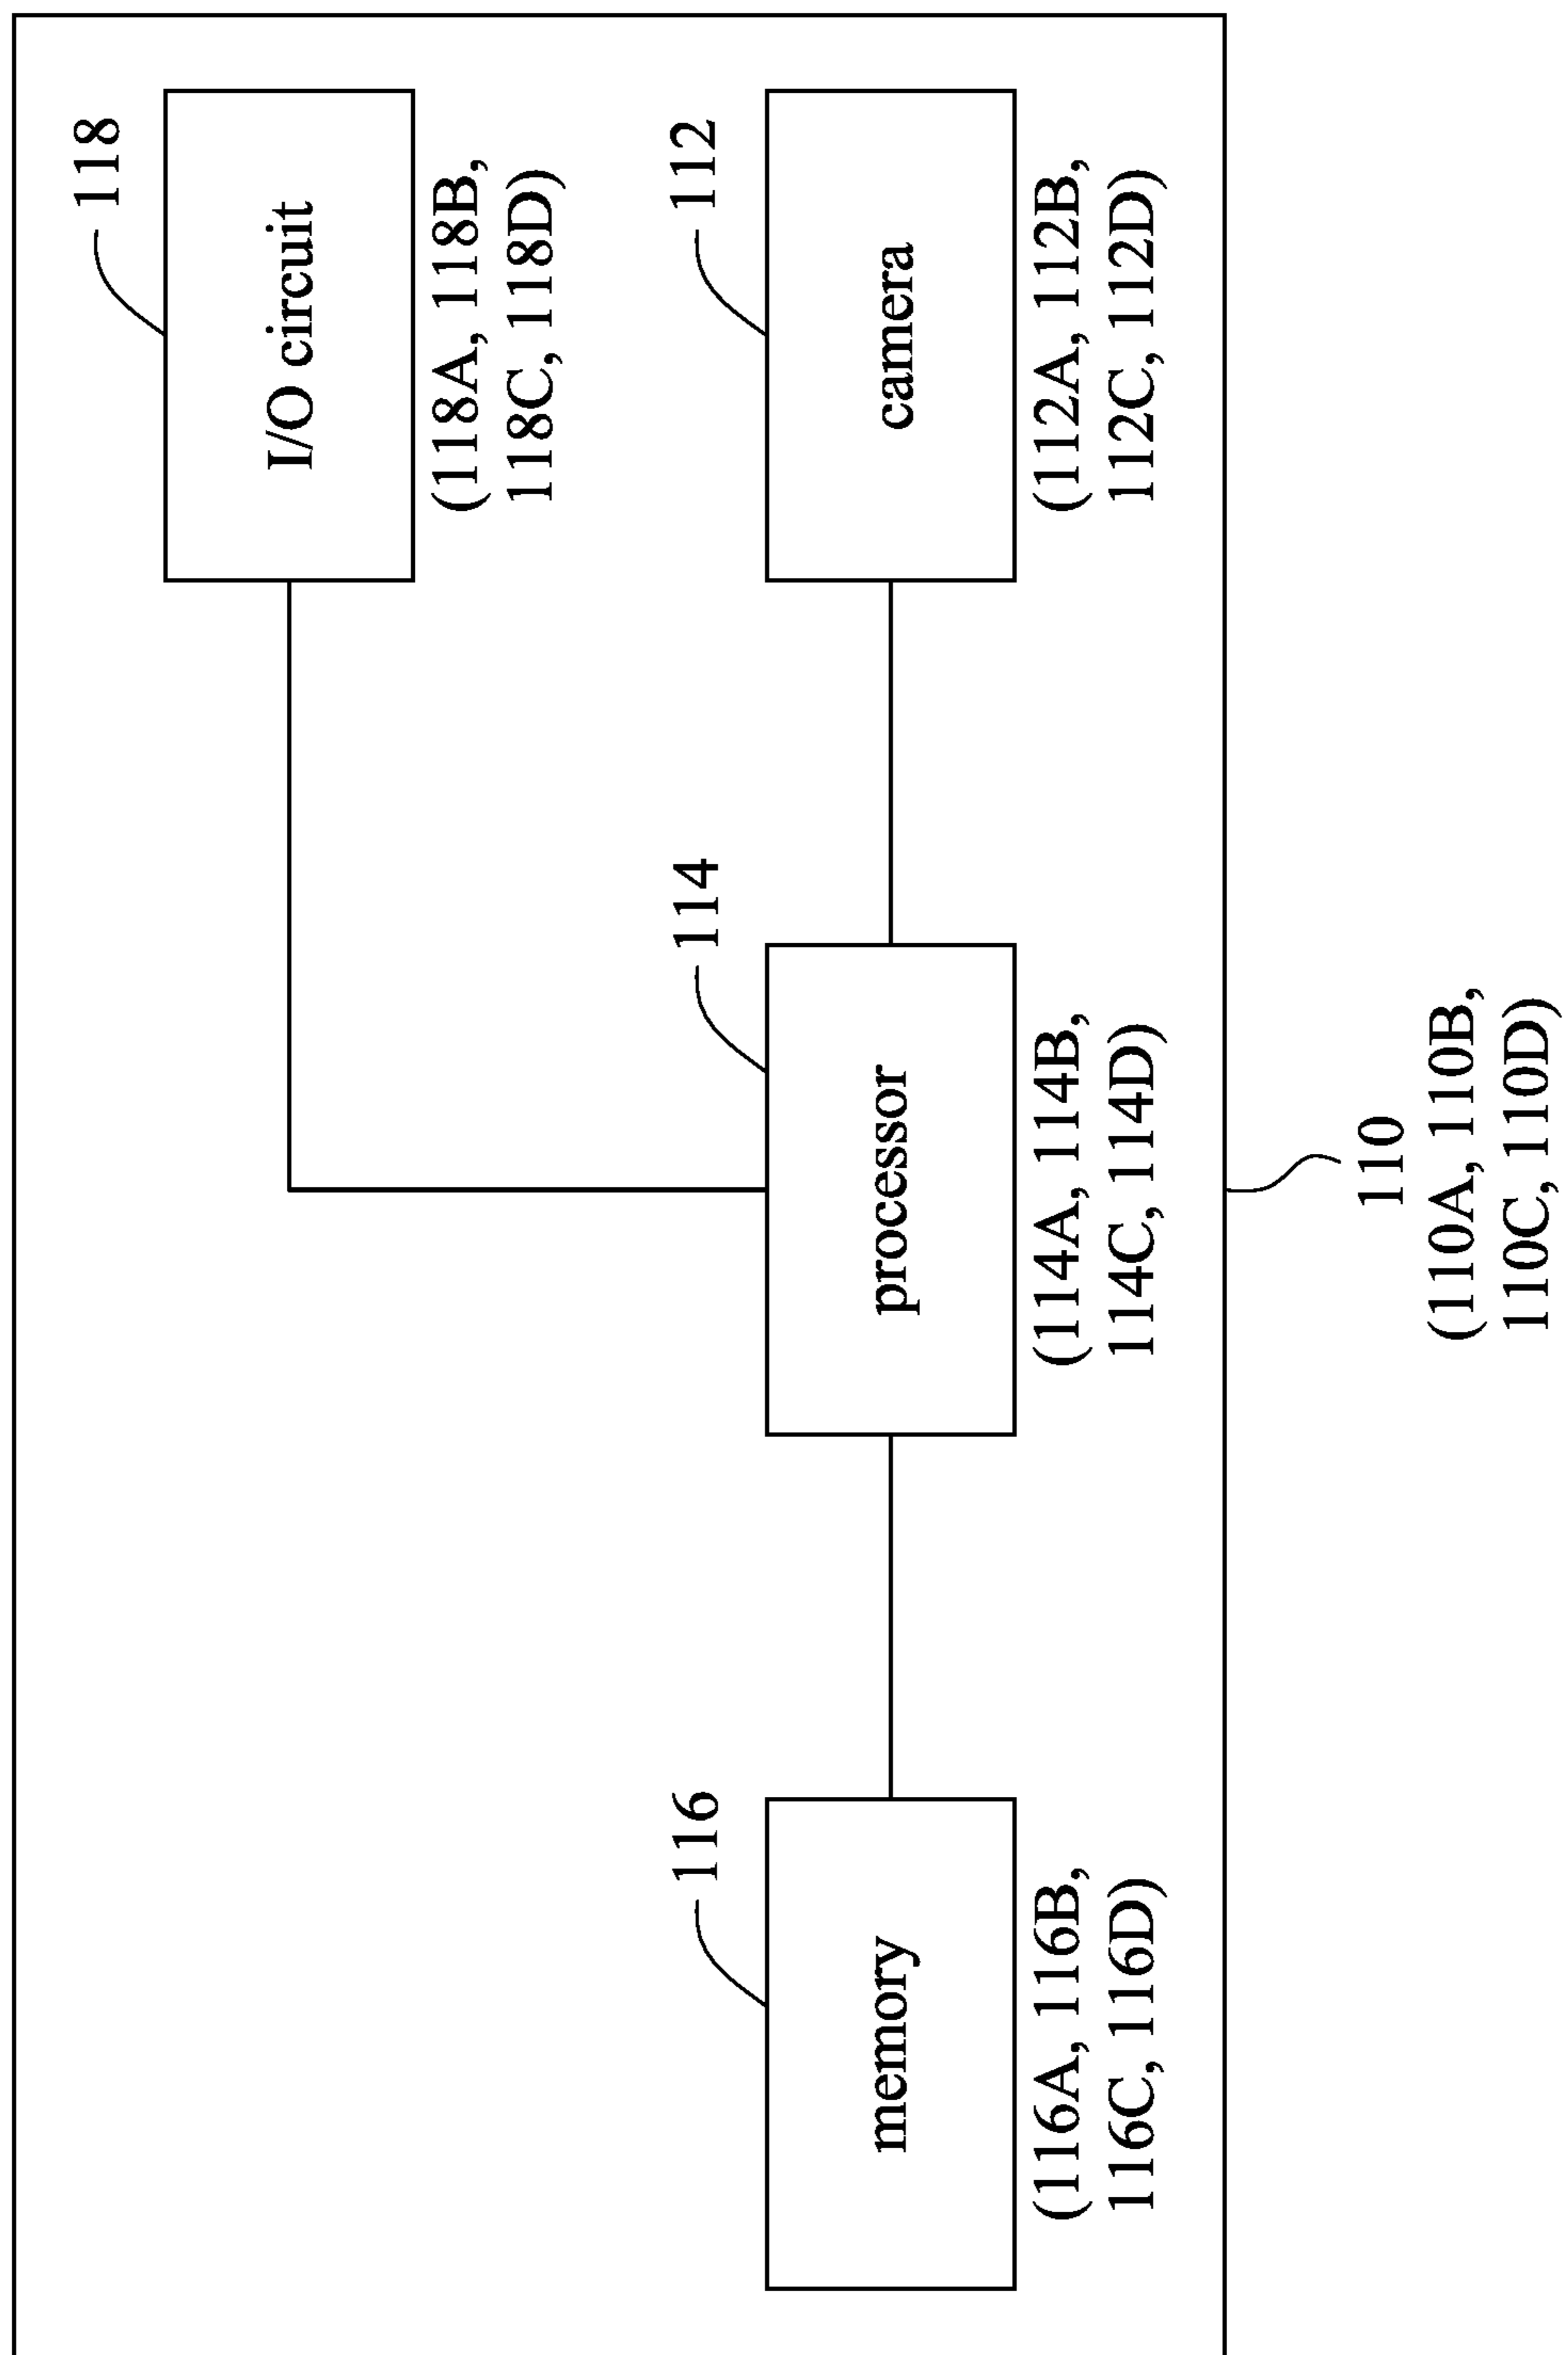 118
I/O circuit
(118A, 118B,
118C, 118D)
116
memory
(116A, 116B,
116C, 116D)
114
processor
(114A, 114B,
114C, 114D)
112
camera
(112A, 112B,
112C, 112D)
110
(110A, 110B,
110C, 110D)